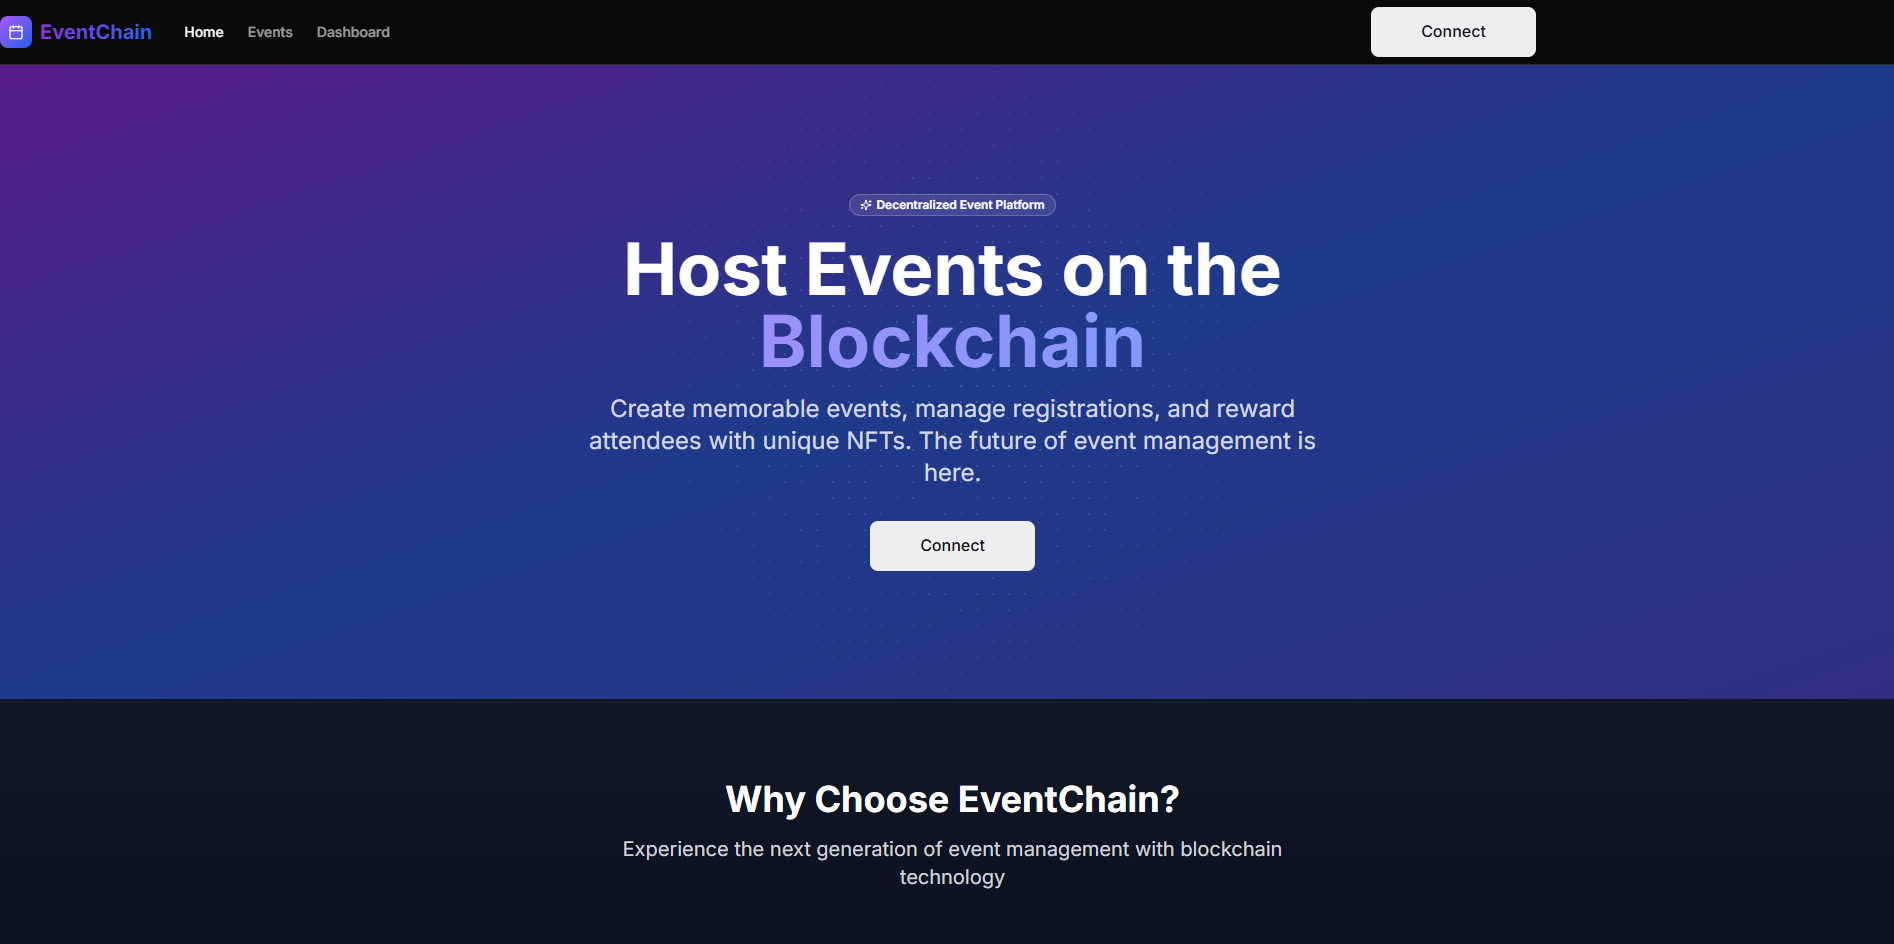 EventChain
Home
Events
Dashboard
Connect
Decentralized Event Platform
Host Events on the
Blockchain
Create memorable events, manage registrations, and reward
attendees with unique NFTs. The future of event management is
here.
Connect
Why Choose EventChain?
Experience the next generation of event management with blockchain
technology